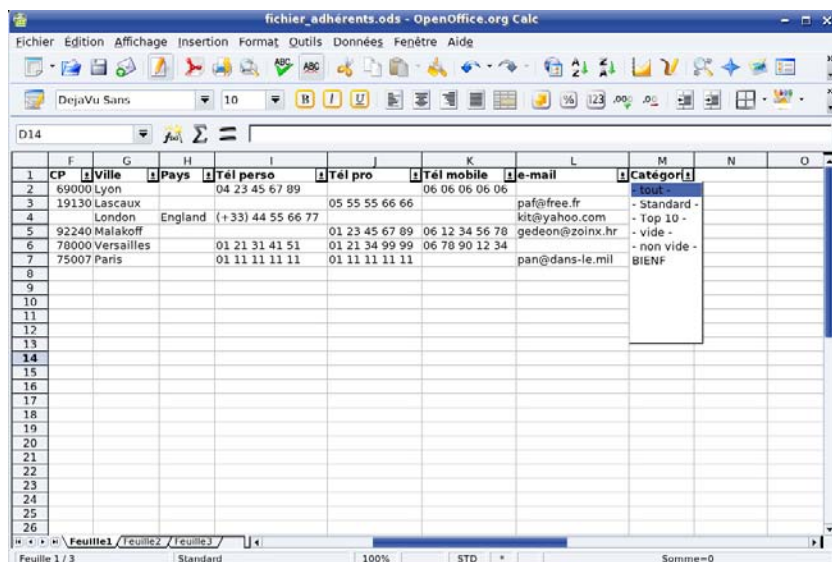 fichier_adhérents.ods - OpenOffice.org Calc
Fichier Édition Affichage Insertion Format Outils Données Fenêtre Aide
ABC ABC A Z Z A
DejaVu Sans 10 B I U % 123 .000 .0
D14 f(x) Σ =
F G H I J K L M N O
1 CP Ville Pays Tél perso Tél pro Tél mobile e-mail Catégori
2 69000 Lyon 04 23 45 67 89 06 06 06 06 06 - tout -
3 19130 Lascaux 05 55 55 66 66 paf@free.fr - Standard -
4 London England (+33) 44 55 66 77 kit@yahoo.com - Top 10 -
5 92240 Malakoff 01 23 45 67 89 06 12 34 56 78 gedeon@zoinx.hr - vide -
6 78000 Versailles 01 21 31 41 51 01 21 34 99 99 06 78 90 12 34 - non vide -
7 75007 Paris 01 11 11 11 11 01 11 11 11 11 pan@dans-le.mil BIENF
8
9
10
11
12
13
14
15
16
17
18
19
20
21
22
23
24
25
26
Feuille1 Feuille2 Feuille3
Feuille 1 / 3 Standard 100% STD * Somme=0